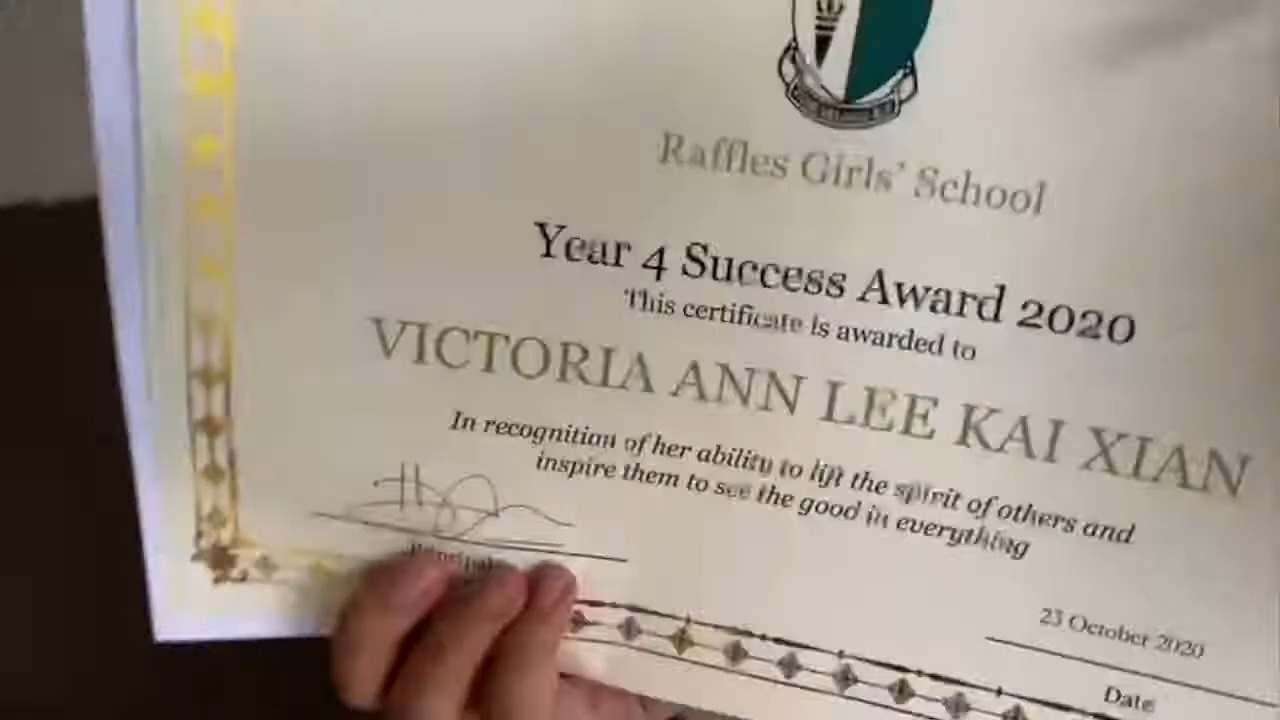 Raffles Girls' School
Year 4 Success Award 2020
This certificate is awarded to
VICTORIA ANN LEE KAI XIAN
In recognition of her ability to lift the spirit of others and
inspire them to see the good in everything
Principal
23 October 2020
Date